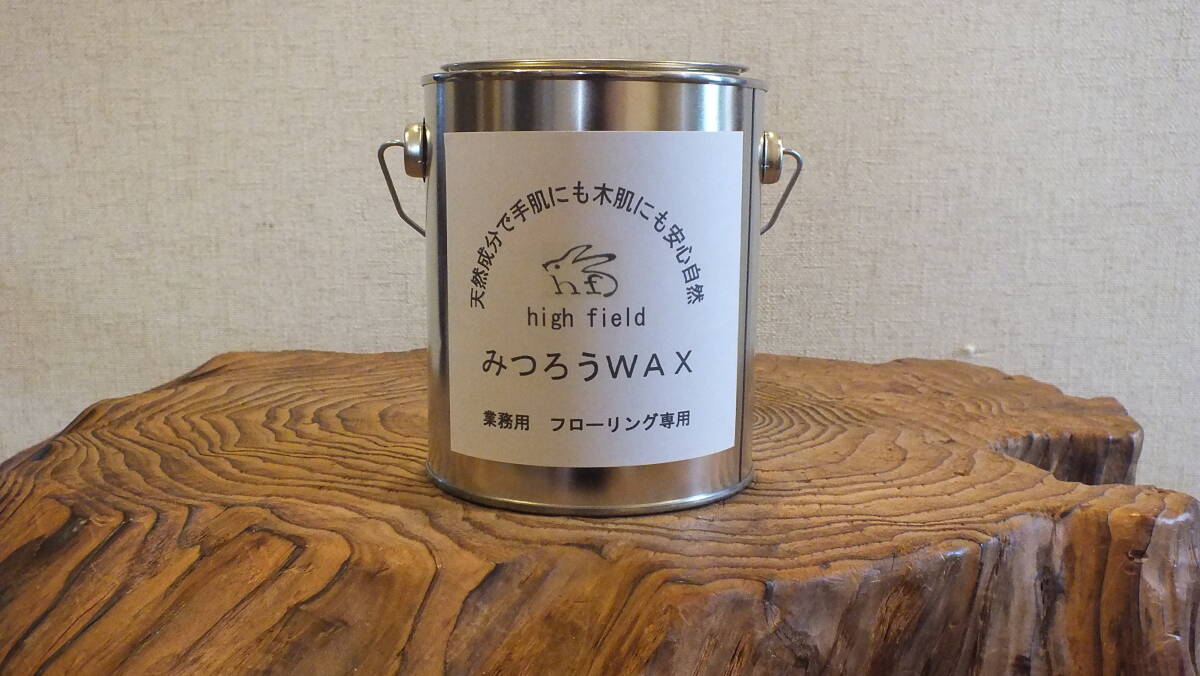 天然成分で手肌にも木肌にも安心自然
high field
みつろうＷＡＸ
業務用　フローリング専用